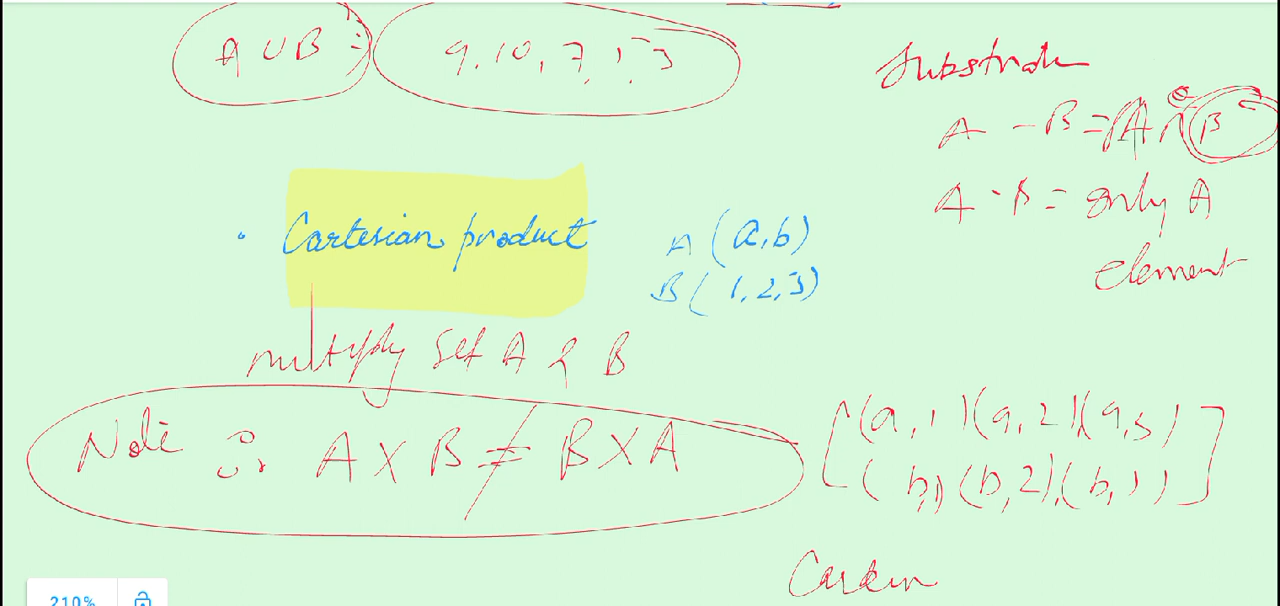 A ∪ B = 9, 10, 7, 1, 3
Substrate
A - B = A ∩ B
A - B = only A
element
• Cartesian product
A (a, b)
B (1, 2, 3)
multiply set A & B
Note : A X B ≠ B X A
[(a, 1)(a, 2)(a, 3)
(b, 1)(b, 2), (b, 3)]
210%